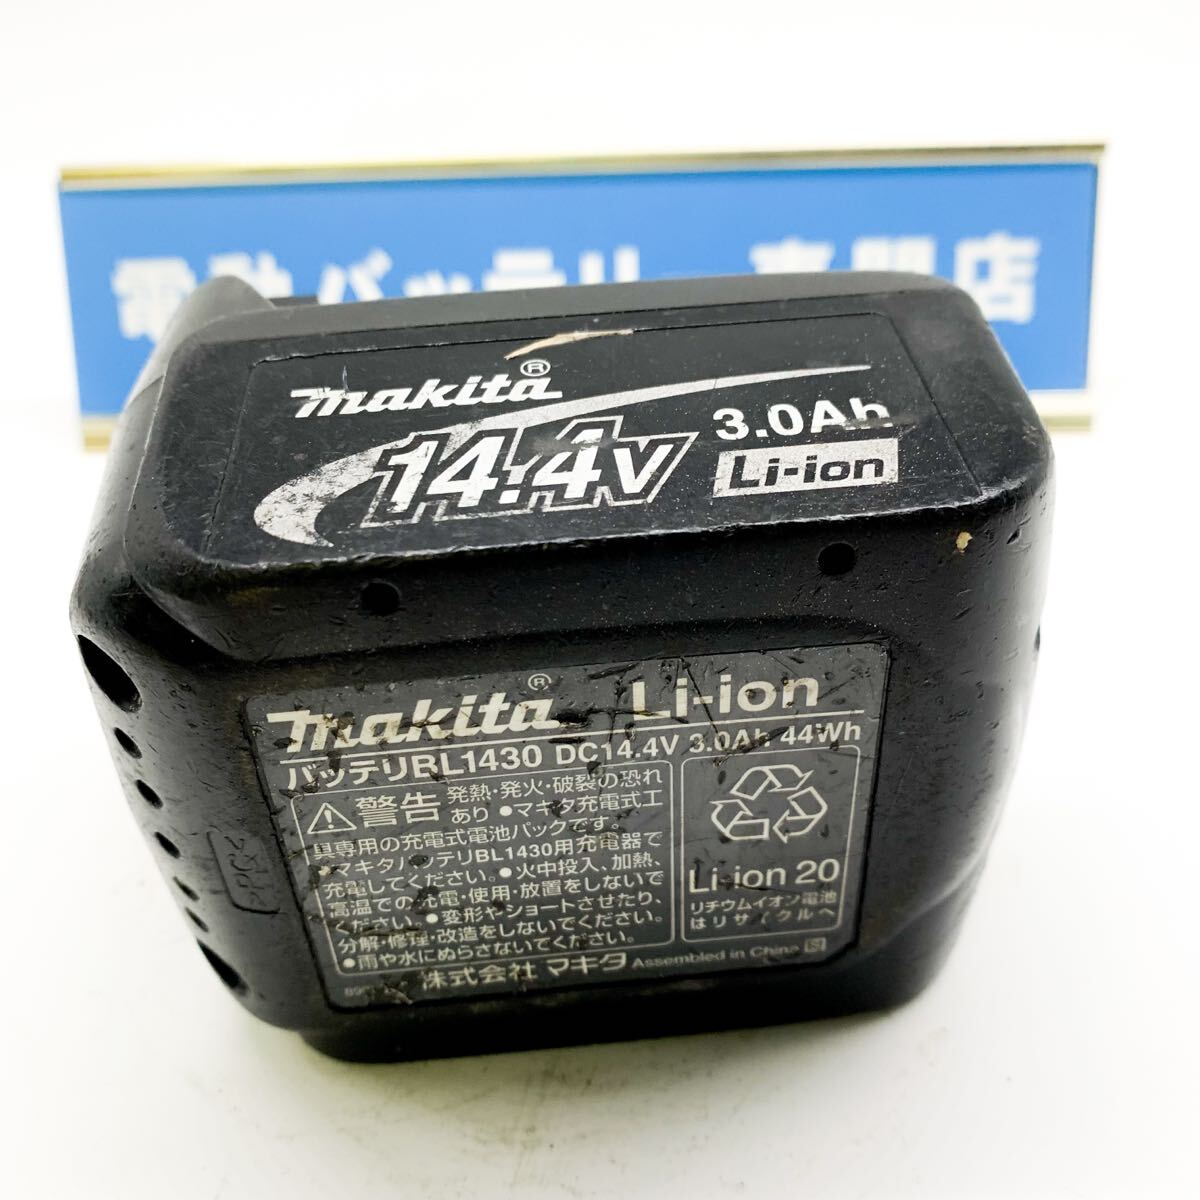 電動バッテリー専門店
makita®
14.4V
3.0Ah
Li-ion
makita® Li-ion
バッテリBL1430 DC14.4V 3.0Ah 44Wh
警告 発熱・発火・破裂の恐れ
あり ●マキタ充電式工
具専用の充電式電池パックです。
●マキタバッテリBL1430用充電器で
充電してください。●火中投入、加熱、
高温での充電・使用・放置をしないで
ください。●変形やショートさせたり、
分解・修理・改造をしないでください。
●雨や水にぬらさないでください。
Li-ion 20
リチウムイオン電池
はリサイクルへ
株式会社 マキタ Assembled in China